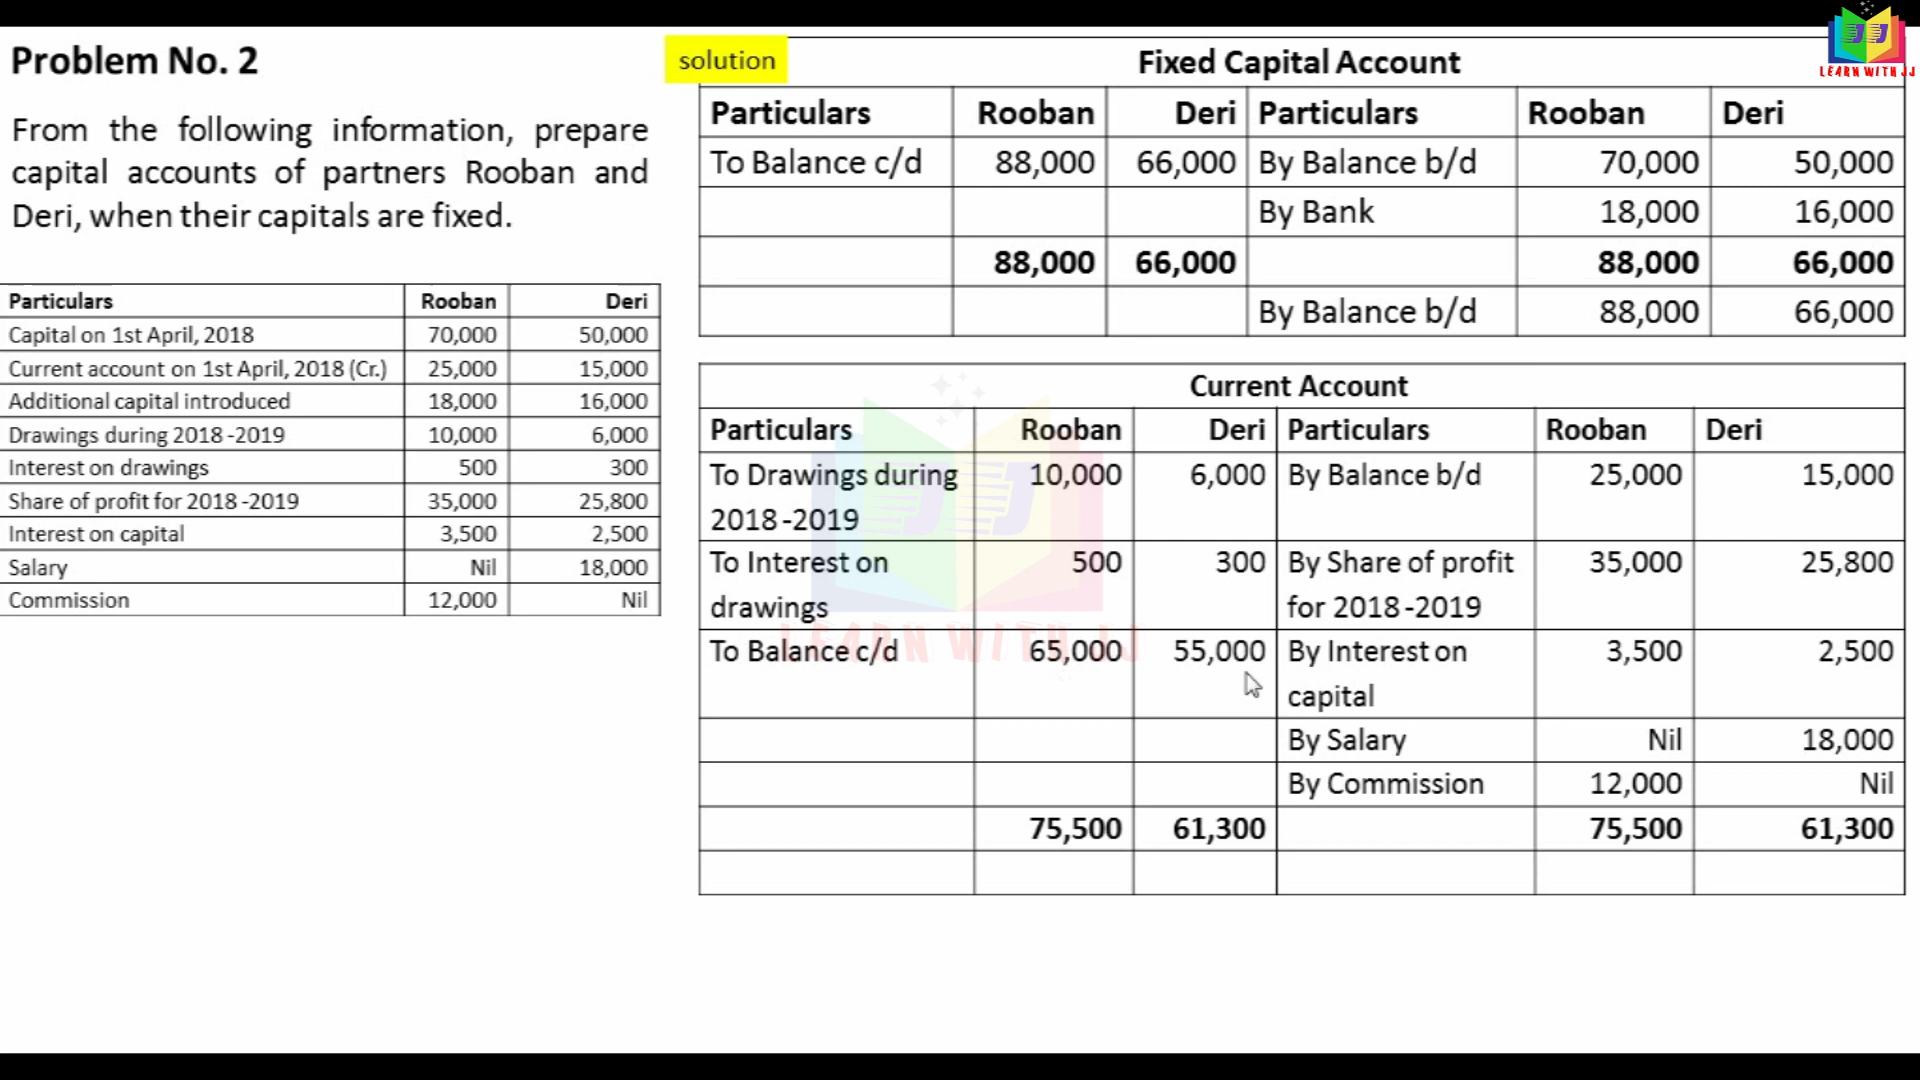 Problem No. 2
From the following information, prepare
capital accounts of partners Rooban and
Deri, when their capitals are fixed.
Particulars Rooban Deri
Capital on 1st April, 2018 70,000 50,000
Current account on 1st April, 2018 (Cr.) 25,000 15,000
Additional capital introduced 18,000 16,000
Drawings during 2018-2019 10,000 6,000
Interest on drawings 500 300
Share of profit for 2018-2019 35,000 25,800
Interest on capital 3,500 2,500
Salary Nil 18,000
Commission 12,000 Nil
solution
Fixed Capital Account
Particulars Rooban Deri Particulars Rooban Deri
To Balance c/d 88,000 66,000 By Balance b/d 70,000 50,000
By Bank 18,000 16,000
88,000 66,000 88,000 66,000
By Balance b/d 88,000 66,000
Current Account
Particulars Rooban Deri Particulars Rooban Deri
To Drawings during 10,000 6,000 By Balance b/d 25,000 15,000
2018-2019
To Interest on 500 300 By Share of profit 35,000 25,800
drawings for 2018-2019
To Balance c/d 65,000 55,000 By Interest on 3,500 2,500
capital
By Salary Nil 18,000
By Commission 12,000 Nil
75,500 61,300 75,500 61,300
JJ
LEARN WITH JJ
JJ
LEARN WITH JJ